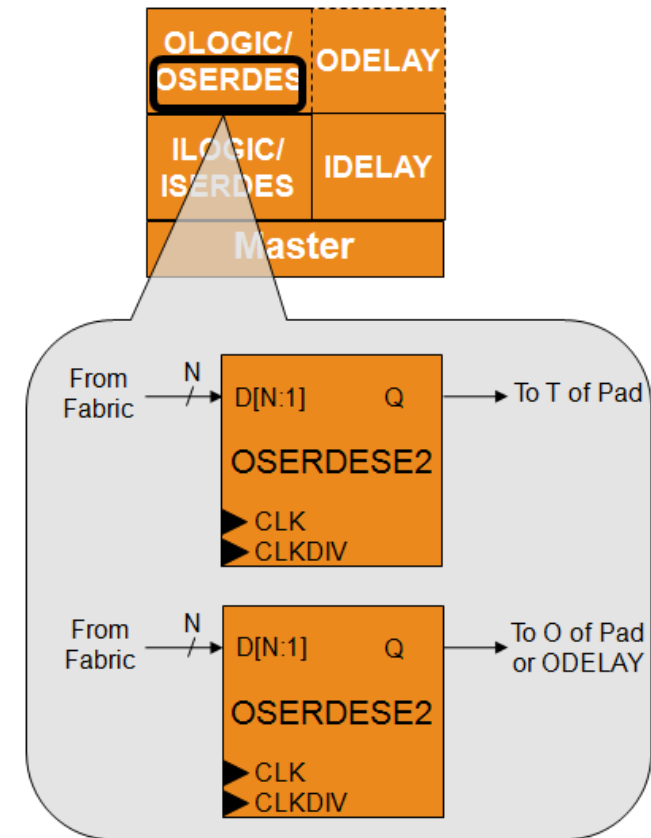 OLOGIC/
OSERDES
ODELAY
ILOGIC/
ISERDES
IDELAY
Master
From
Fabric
N
D[N:1]
Q
To T of Pad
OSERDESE2
CLK
CLKDIV
From
Fabric
N
D[N:1]
Q
To O of Pad
or ODELAY
OSERDESE2
CLK
CLKDIV